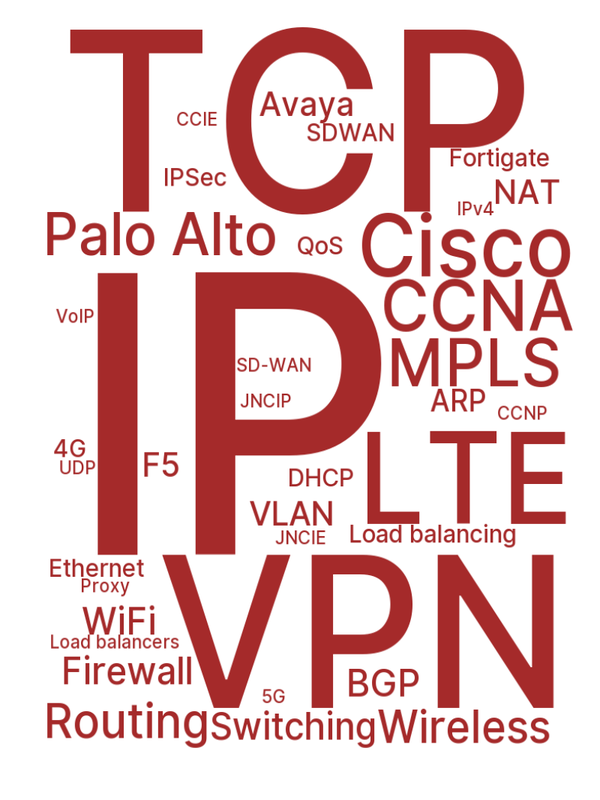 TCP
Avaya
CCIE
SDWAN
Fortigate
IPSec
NAT
IPv4
Palo Alto
QoS
Cisco
IP
CCNA
VoIP
MPLS
SD-WAN
JNCIP
ARP
CCNP
4G
UDP
F5
LTE
DHCP
VLAN
JNCIE
Load balancing
Ethernet
VPN
Proxy
WiFi
Load balancers
Firewall
BGP
5G
Routing
Switching
Wireless